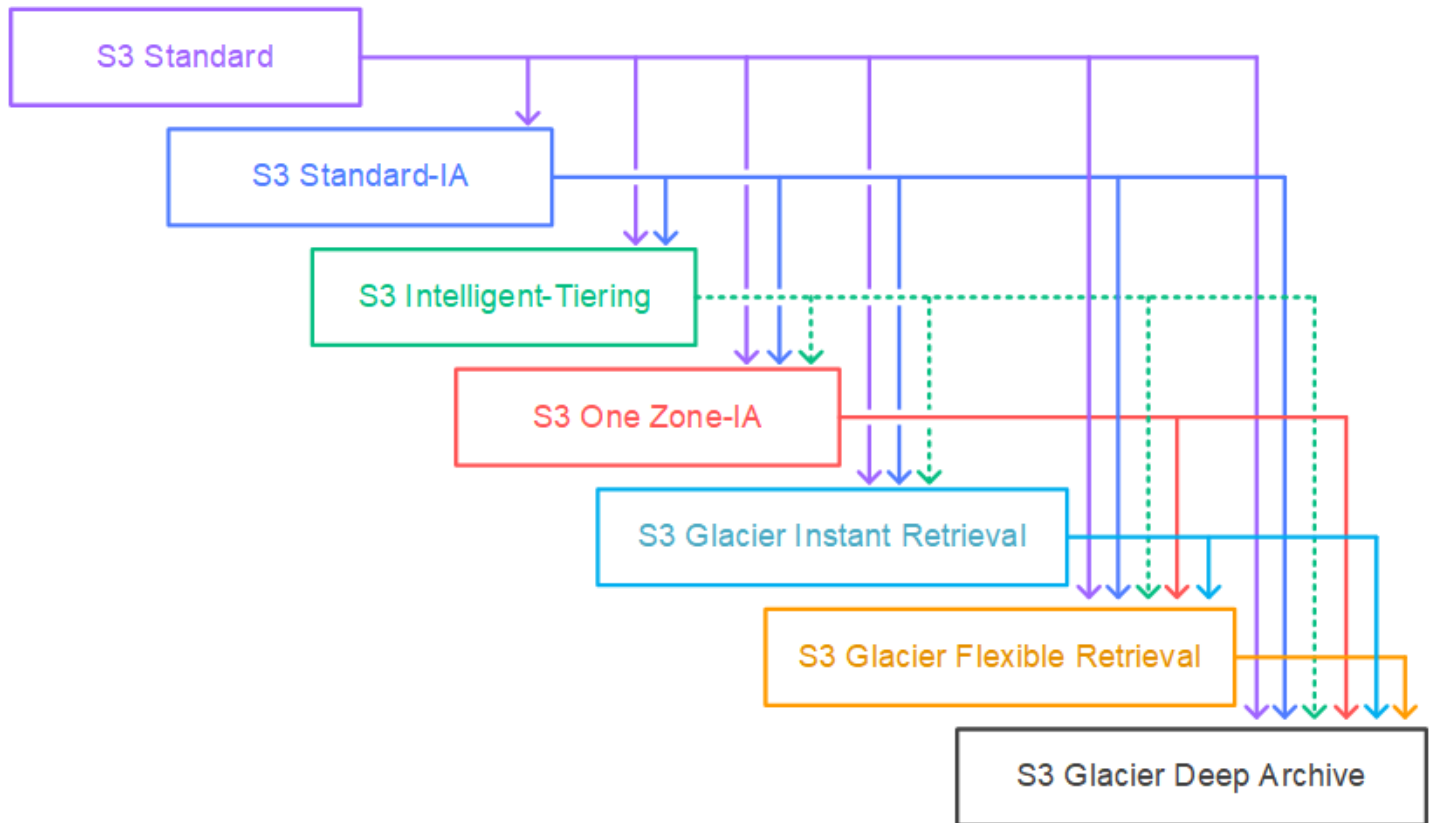 S3 Standard
S3 Standard-IA
S3 Intelligent-Tiering
S3 One Zone-IA
S3 Glacier Instant Retrieval
S3 Glacier Flexible Retrieval
S3 Glacier Deep Archive